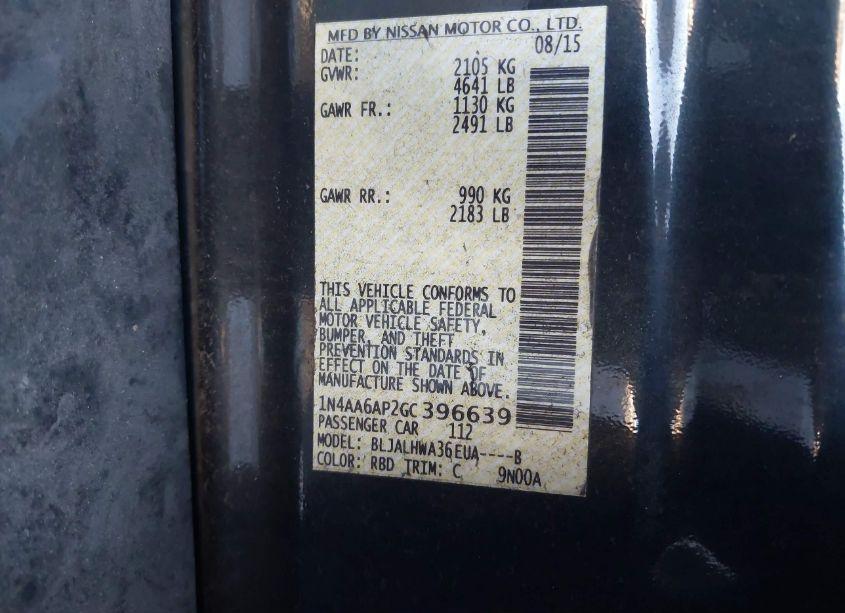 MFD BY NISSAN MOTOR CO., LTD.
DATE: 08/15
GVWR: 2105 KG
4641 LB
GAWR FR.: 1130 KG
2491 LB
GAWR RR.: 990 KG
2183 LB
THIS VEHICLE CONFORMS TO
ALL APPLICABLE FEDERAL
MOTOR VEHICLE SAFETY,
BUMPER, AND THEFT
PREVENTION STANDARDS IN
EFFECT ON THE DATE OF
MANUFACTURE SHOWN ABOVE.
1N4AA6AP2GC396639
PASSENGER CAR 112
MODEL: BLJALHWA36EUA----B
COLOR: RBD TRIM: C 9N00A